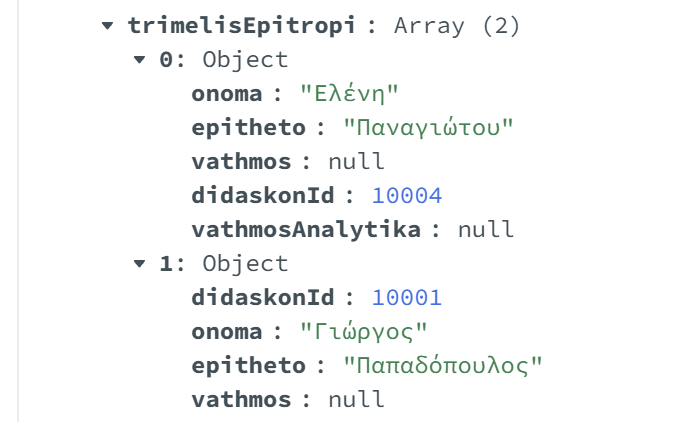 trimelisEpitropi : Array (2)
0: Object
onoma : "Ελένη"
epitheto : "Παναγιώτου"
vathmos : null
didaskonId : 10004
vathmosAnalytika : null
1: Object
didaskonId : 10001
onoma : "Γιώργος"
epitheto : "Παπαδόπουλος"
vathmos : null